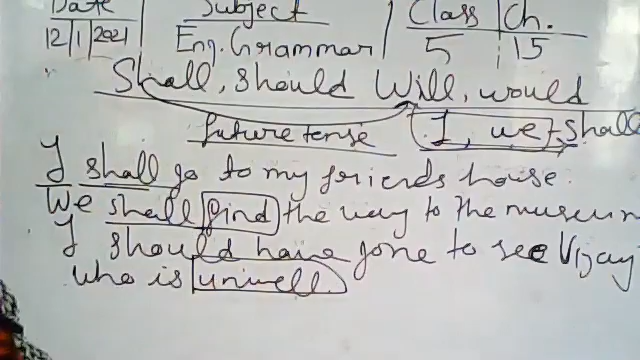 Date Subject Class Ch.
12/1/2021 Eng. Grammar 5 15
Shall, should Will, would
future tense I, we - shall
I shall go to my friends house.
We shall find the way to the museum
I should have gone to see Vijay
who is unwell.